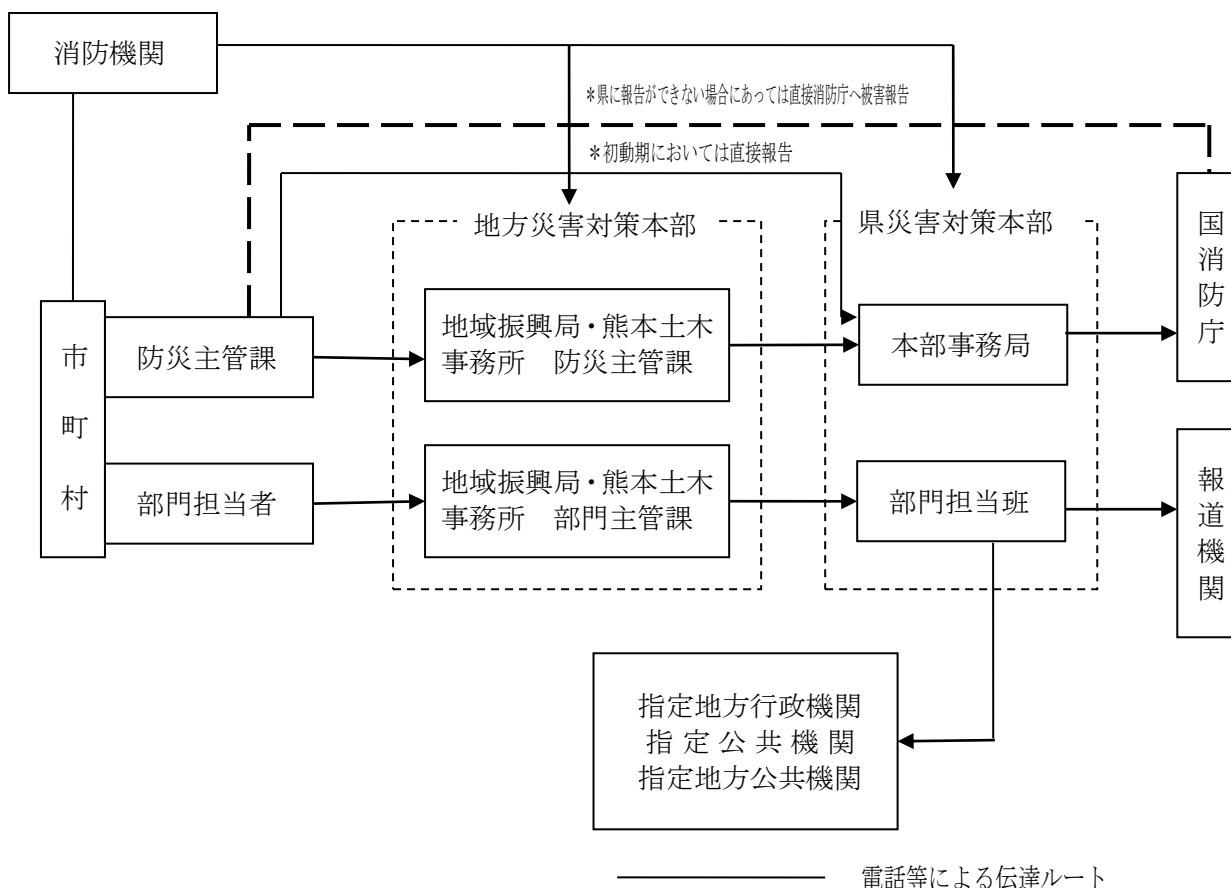 消防機関
＊県に報告ができない場合にあっては直接消防庁へ被害報告
＊初動期においては直接報告
地方災害対策本部
県災害対策本部
国消防庁
市町村
防災主管課
地域振興局・熊本土木
事務所　防災主管課
本部事務局
部門担当者
地域振興局・熊本土木
事務所　部門主管課
部門担当班
報道機関
指定地方行政機関
指定公共機関
指定地方公共機関
電話等による伝達ルート